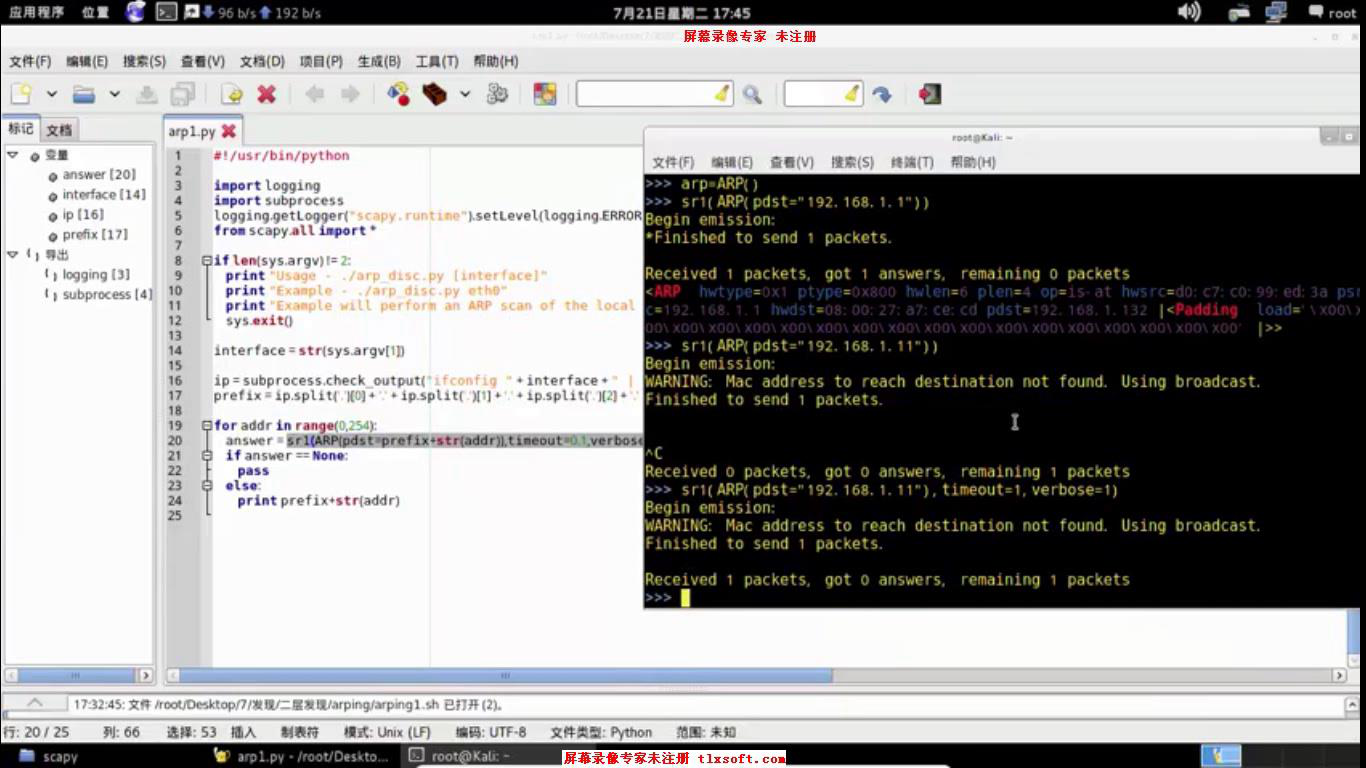 应用程序 位置 96 b/s 192 b/s 7月21日星期二 17:45 root
屏幕录像专家 未注册
文件(F) 编辑(E) 搜索(S) 查看(V) 文档(D) 项目(P) 生成(B) 工具(T) 帮助(H)
标记 文档
变量
answer [20]
interface [14]
ip [16]
prefix [17]
导出
logging [3]
subprocess [4]
arp1.py
1 #!/usr/bin/python
2
3 import logging
4 import subprocess
5 logging.getLogger("scapy.runtime").setLevel(logging.ERROR
6 from scapy.all import *
7
8 if len(sys.argv)!= 2:
9 print "Usage - ./arp_disc.py [interface]"
10 print "Example - ./arp_disc.py eth0"
11 print "Example will perform an ARP scan of the local
12 sys.exit()
13
14 interface = str(sys.argv[1])
15
16 ip = subprocess.check_output("ifconfig " + interface + " |
17 prefix = ip.split('.')[0] + '.' + ip.split('.')[1] + '.' + ip.split('.')[2] + '.'
18
19 for addr in range(0,254):
20 answer = sr1(ARP(pdst=prefix+str(addr)),timeout=0.1,verbose
21 if answer == None:
22 pass
23 else:
24 print prefix+str(addr)
25
root@Kali: ~
文件(F) 编辑(E) 查看(V) 搜索(S) 终端(T) 帮助(H)
>>> arp=ARP()
>>> sr1(ARP(pdst="192.168.1.1"))
Begin emission:
*Finished to send 1 packets.
Received 1 packets, got 1 answers, remaining 0 packets
<ARP hwtype=0x1 ptype=0x800 hwlen=6 plen=4 op=is-at hwsrc=d0:c7:c0:99:ed:3a psr
c=192.168.1.1 hwdst=08:00:27:a7:ce:cd pdst=192.168.1.132 |<Padding load='\x00\x
00\x00\x00\x00\x00\x00\x00\x00\x00\x00\x00\x00\x00\x00\x00\x00' |>>
>>> sr1(ARP(pdst="192.168.1.11"))
Begin emission:
WARNING: Mac address to reach destination not found. Using broadcast.
Finished to send 1 packets.
^C
Received 0 packets, got 0 answers, remaining 1 packets
>>> sr1(ARP(pdst="192.168.1.11"),timeout=1,verbose=1)
Begin emission:
WARNING: Mac address to reach destination not found. Using broadcast.
Finished to send 1 packets.
Received 1 packets, got 0 answers, remaining 1 packets
>>>
17:32:45: 文件 /root/Desktop/7/发现/二层发现/arping/arping1.sh 已打开 (2)。
行: 20 / 25 列: 66 选择: 53 插入 制表符 模式: Unix (LF) 编码: UTF-8 文件类型: Python 范围: 未知
scapy arp1.py - /root/Deskto... root@Kali: ~
屏幕录像专家未注册 tlxsoft.com